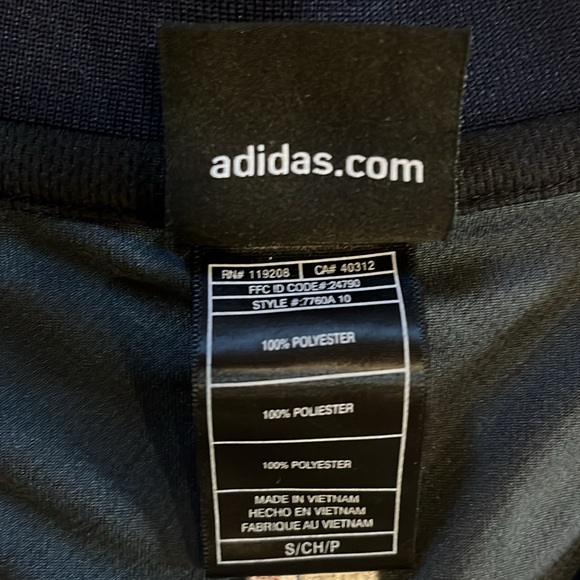 adidas.com
RN# 119208 CA# 40312
FFC ID CODE#:24790
STYLE #:7760A 10
100% POLYESTER
100% POLIESTER
100% POLYESTER
MADE IN VIETNAM
HECHO EN VIETNAM
FABRIQUE AU VIETNAM
S/CH/P